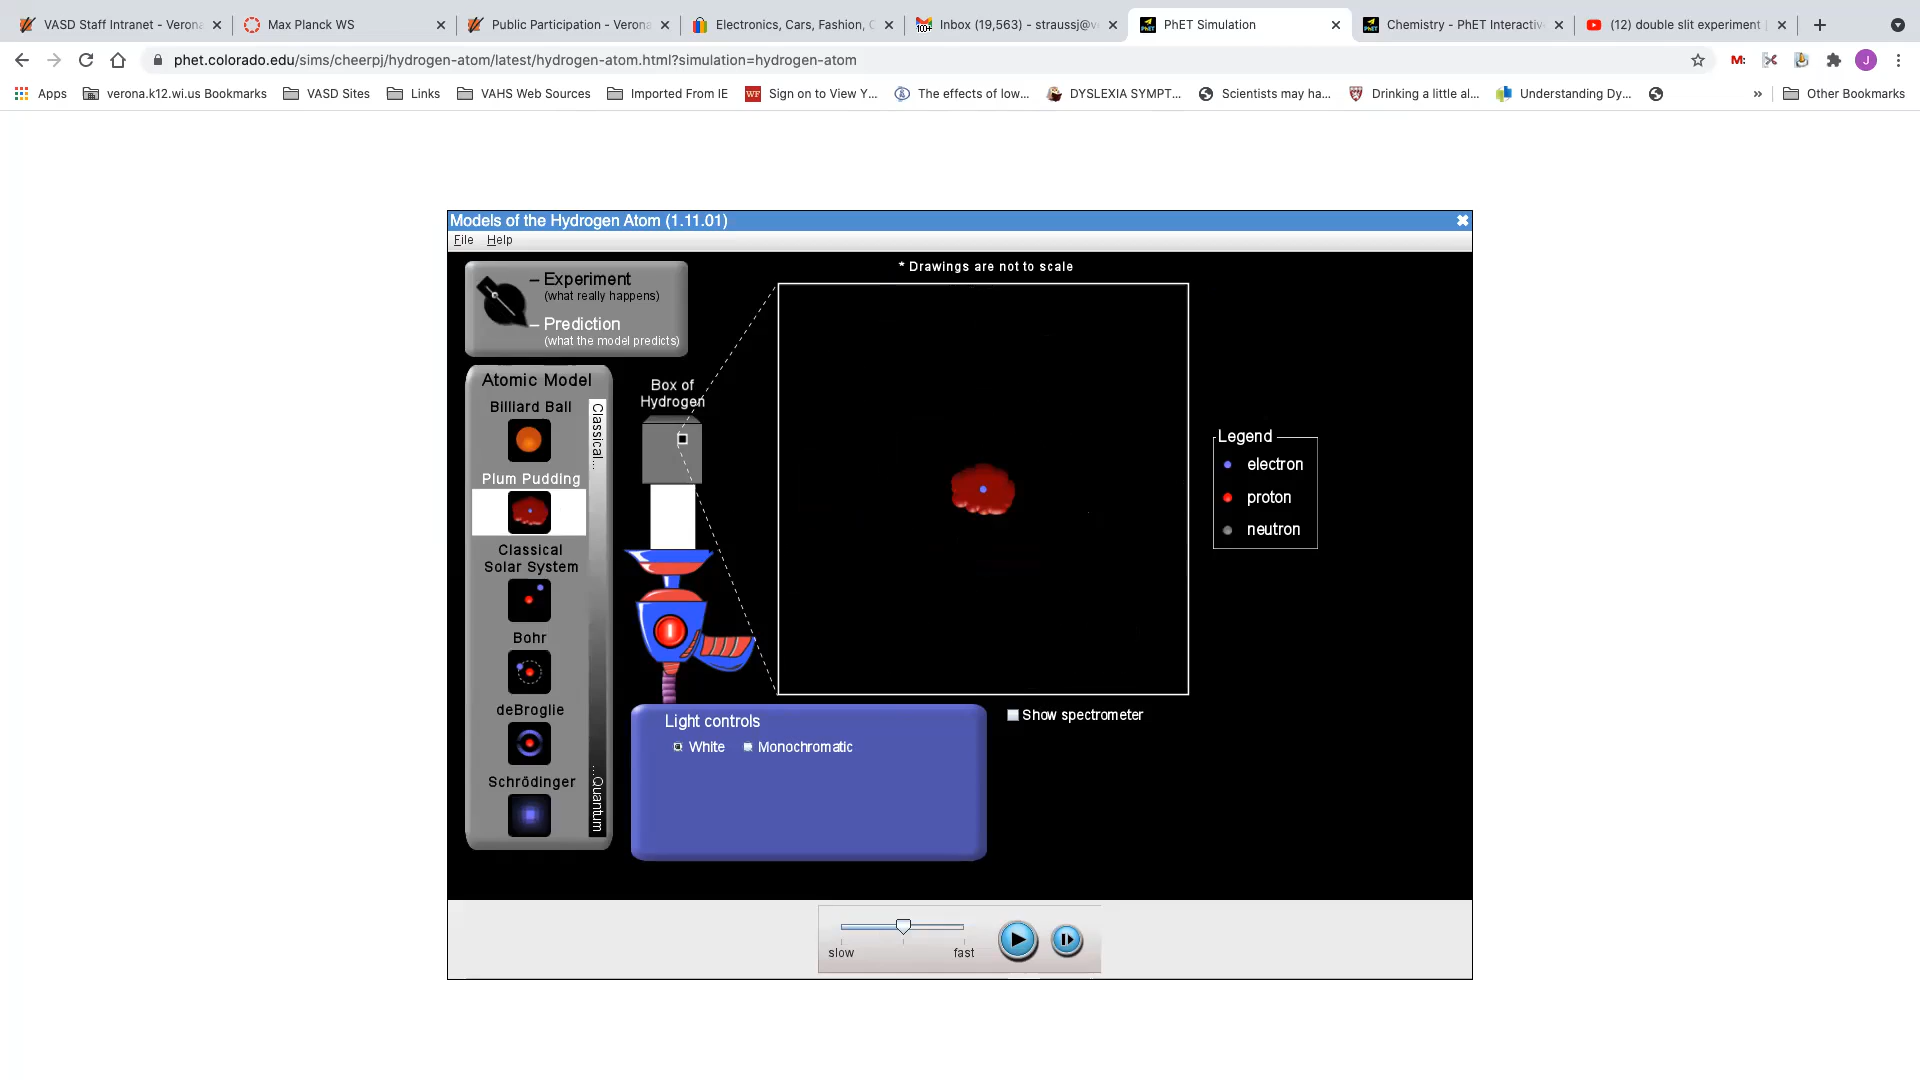 VASD Staff Intranet - Verona
Max Planck WS
Public Participation - Verona
Electronics, Cars, Fashion, C
Inbox (19,563) - straussj@ve
PhET Simulation
Chemistry - PhET Interactive
(12) double slit experiment
phet.colorado.edu/sims/cheerpj/hydrogen-atom/latest/hydrogen-atom.html?simulation=hydrogen-atom
M:
J
Apps
verona.k12.wi.us Bookmarks
VASD Sites
Links
VAHS Web Sources
Imported From IE
WF
Sign on to View Y...
The effects of low...
DYSLEXIA SYMPT...
Scientists may ha...
Drinking a little al...
Understanding Dy...
»
Other Bookmarks
Models of the Hydrogen Atom (1.11.01)
File Help
* Drawings are not to scale
– Experiment
(what really happens)
– Prediction
(what the model predicts)
Atomic Model
Classical...
...Quantum
Billiard Ball
Plum Pudding
Classical
Solar System
Bohr
deBroglie
Schrödinger
Box of
Hydrogen
Legend
electron
proton
neutron
Light controls
White Monochromatic
Show spectrometer
slow fast